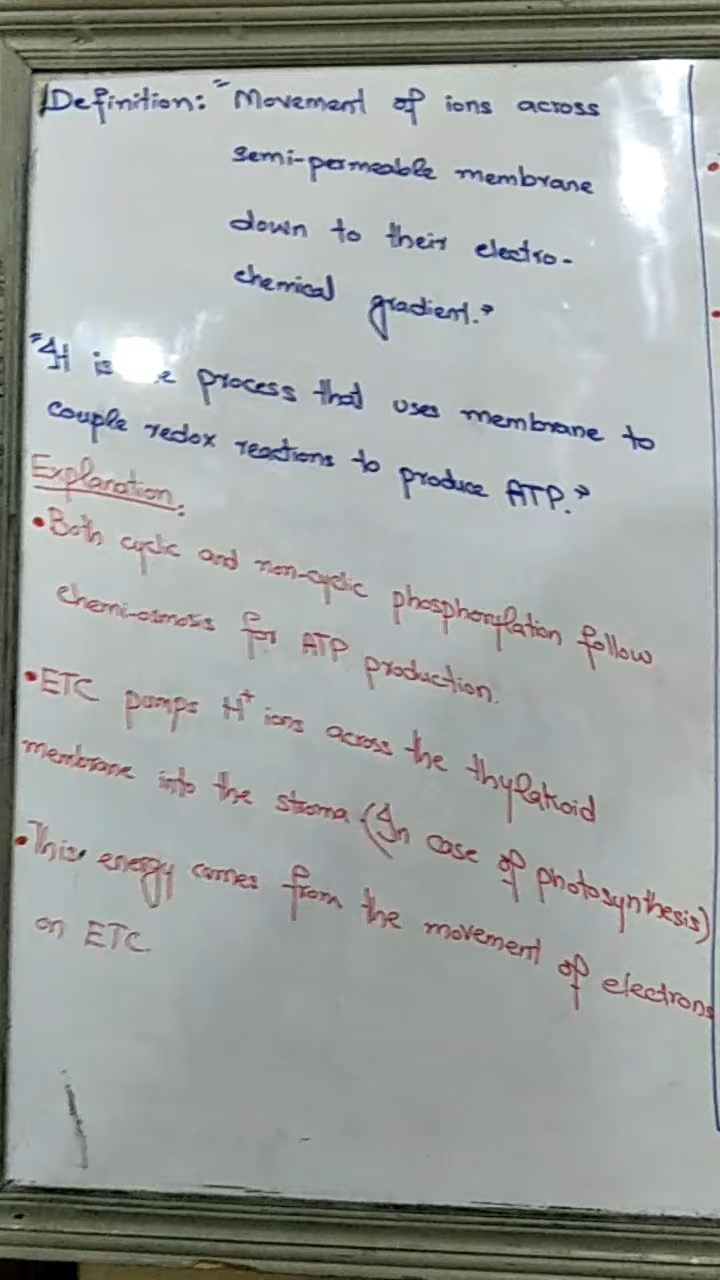 Definition: "Movement of ions across
semi-permeable membrane
down to their electro-
chemical gradient."
"It is e process that uses membrane to
couple redox reactions to produce ATP."
Explanation:
•Both cyclic and non-cyclic phosphorylation follow
chemi-osmosis for ATP production.
•ETC pumps H⁺ ions across the thylakoid
membrane into the stroma (In case of photosynthesis)
•This energy comes from the movement of electrons
on ETC.